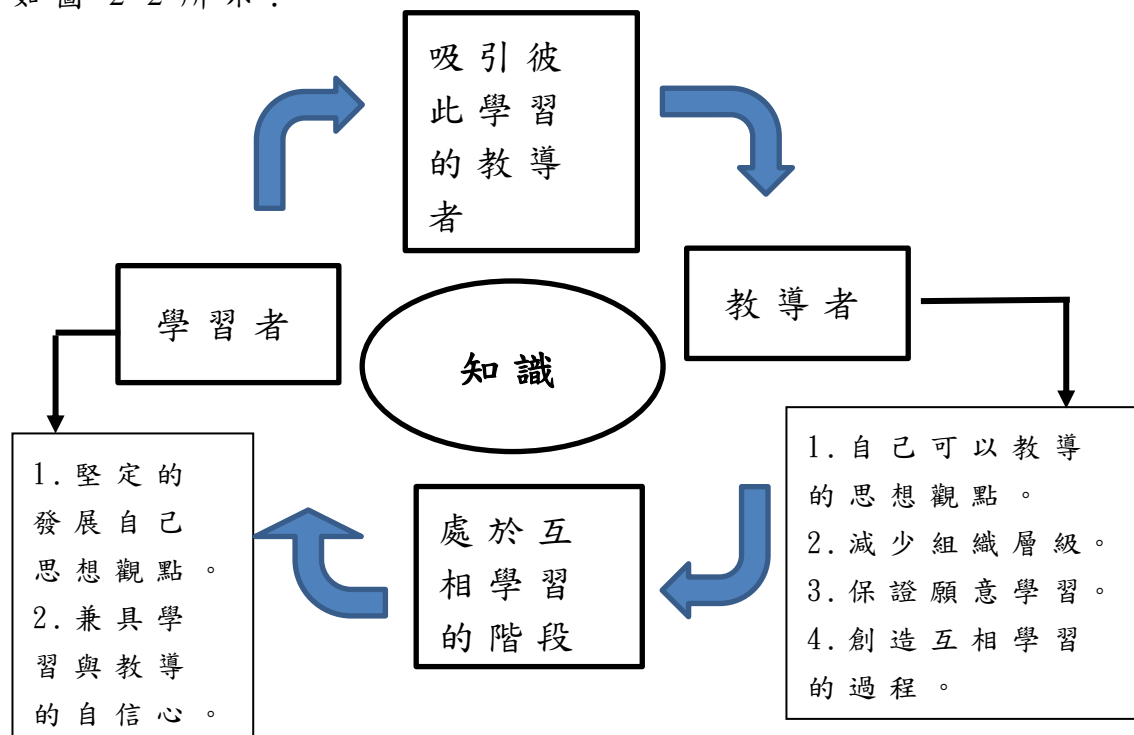 如圖 2-2 所示：
吸引彼
此學習
的教導
者
學習者
教導者
知識
1.堅定的
發展自己
思想觀點。
2.兼具學
習與教導
的自信心。
處於互
相學習
的階段
1.自己可以教導
的思想觀點。
2.減少組織層級。
3.保證願意學習。
4.創造互相學習
的過程。